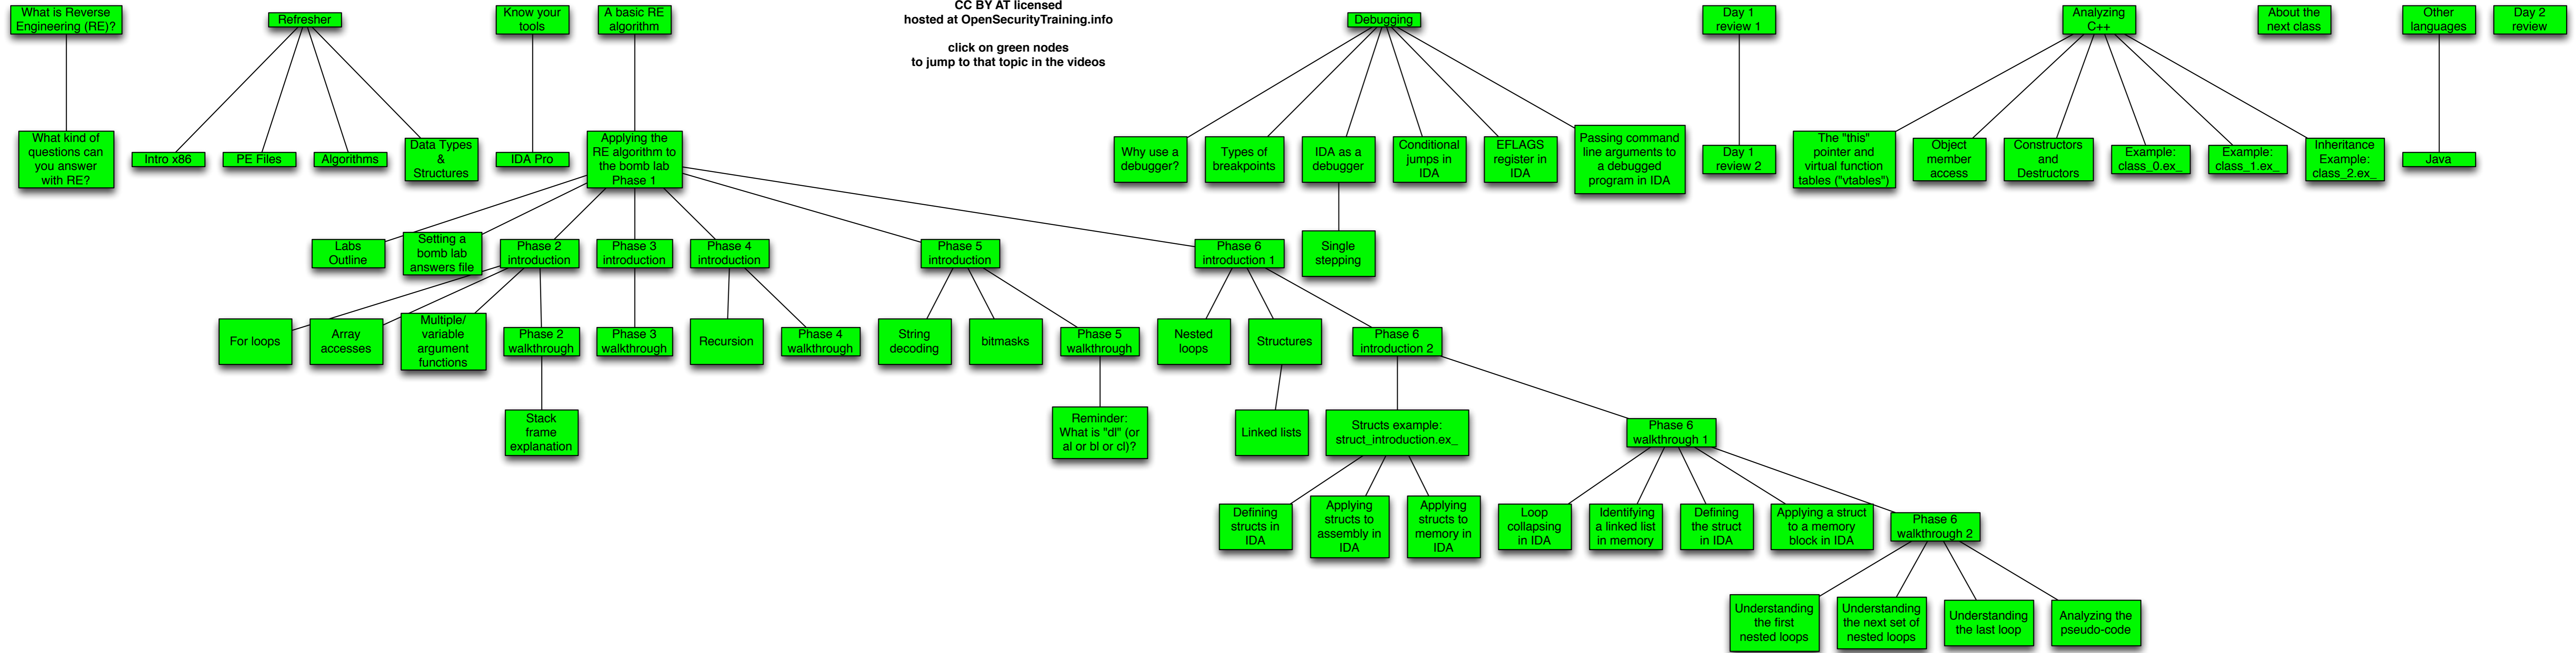 What is Reverse
Engineering (RE)?
Refresher
Know your
tools
A basic RE
algorithm
CC BY AT licensed
hosted at OpenSecurityTraining.info
click on green nodes
to jump to that topic in the videos
Debugging
Day 1
review 1
Analyzing
C++
About the
next class
Other
languages
Day 2
review
What kind of
questions can
you answer
with RE?
Intro x86
PE Files
Algorithms
Data Types
&
Structures
IDA Pro
Applying the
RE algorithm to
the bomb lab
Phase 1
Why use a
debugger?
Types of
breakpoints
IDA as a
debugger
Conditional
jumps in
IDA
EFLAGS
register in
IDA
Passing command
line arguments to
a debugged
program in IDA
Day 1
review 2
The "this"
pointer and
virtual function
tables ("vtables")
Object
member
access
Constructors
and
Destructors
Example:
class_0.ex_
Example:
class_1.ex_
Inheritance
Example:
class_2.ex_
Java
Labs
Outline
Setting a
bomb lab
answers file
Phase 2
introduction
Phase 3
introduction
Phase 4
introduction
Phase 5
introduction
Phase 6
introduction 1
Single
stepping
For loops
Array
accesses
Multiple/
variable
argument
functions
Phase 2
walkthrough
Phase 3
walkthrough
Recursion
Phase 4
walkthrough
String
decoding
bitmasks
Phase 5
walkthrough
Nested
loops
Structures
Phase 6
introduction 2
Stack
frame
explanation
Reminder:
What is "dl" (or
al or bl or cl)?
Linked lists
Structs example:
struct_introduction.ex_
Phase 6
walkthrough 1
Defining
structs in
IDA
Applying
structs to
assembly in
IDA
Applying
structs to
memory in
IDA
Loop
collapsing
in IDA
Identifying
a linked list
in memory
Defining
the struct
in IDA
Applying a struct
to a memory
block in IDA
Phase 6
walkthrough 2
Understanding
the first
nested loops
Understanding
the next set of
nested loops
Understanding
the last loop
Analyzing the
pseudo-code